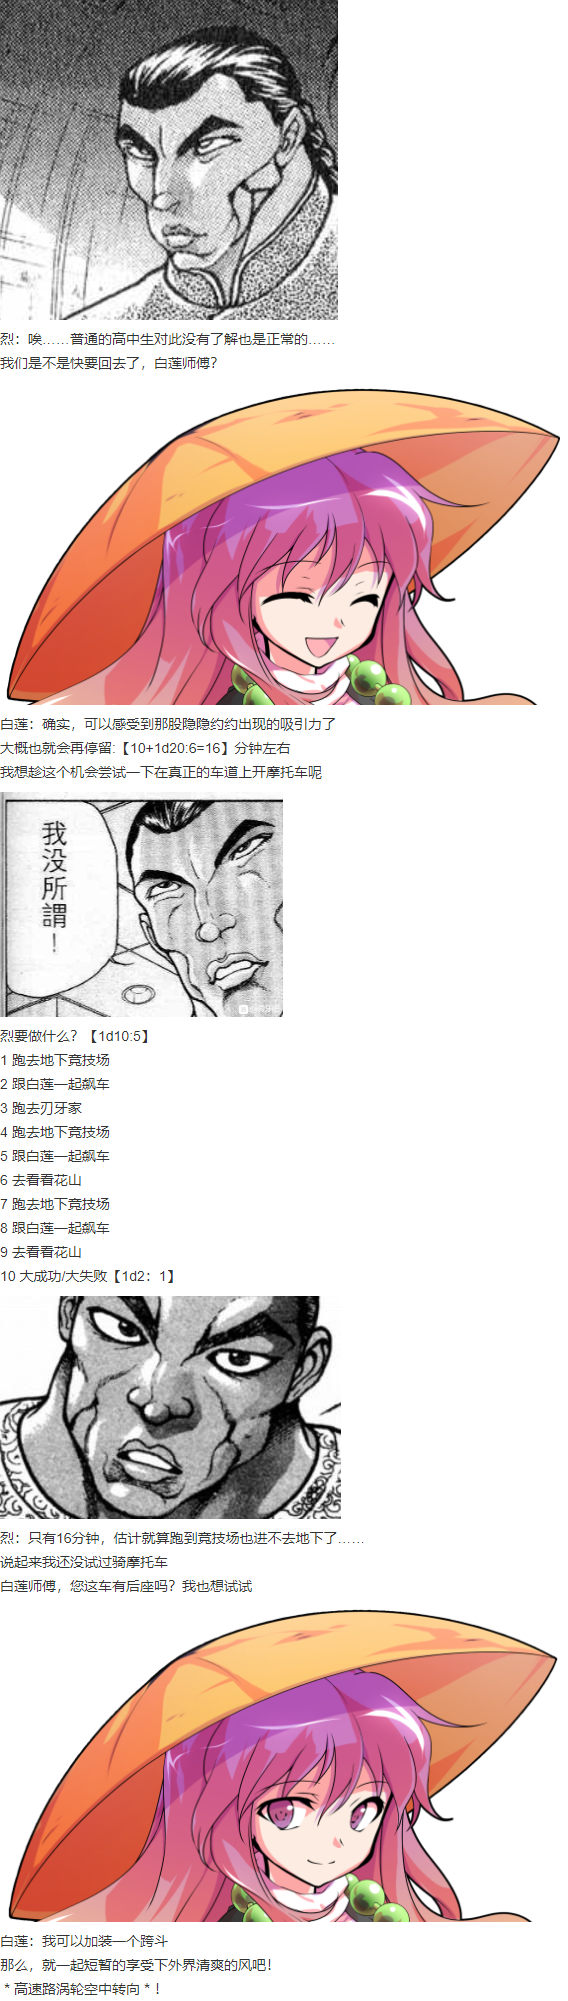 烈：唉……普通的高中生对此没有了解也是正常的……
我们是不是快要回去了，白莲师傅？
白莲：确实，可以感受到那股隐隐约约出现的吸引力了
大概也就会再停留:【10+1d20:6=16】分钟左右
我想趁这个机会尝试一下在真正的车道上开摩托车呢
我没所謂！
烈要做什么？【1d10:5】
1 跑去地下竞技场
2 跟白莲一起飙车
3 跑去刃牙家
4 跑去地下竞技场
5 跟白莲一起飙车
6 去看看花山
7 跑去地下竞技场
8 跟白莲一起飙车
9 去看看花山
10 大成功/大失败【1d2：1】
烈：只有16分钟，估计就算跑到竞技场也进不去地下了……
说起来我还没试过骑摩托车
白莲师傅，您这车有后座吗？我也想试试
白莲：我可以加装一个跨斗
那么，就一起短暂的享受下外界清爽的风吧！
* 高速路涡轮空中转向 *！